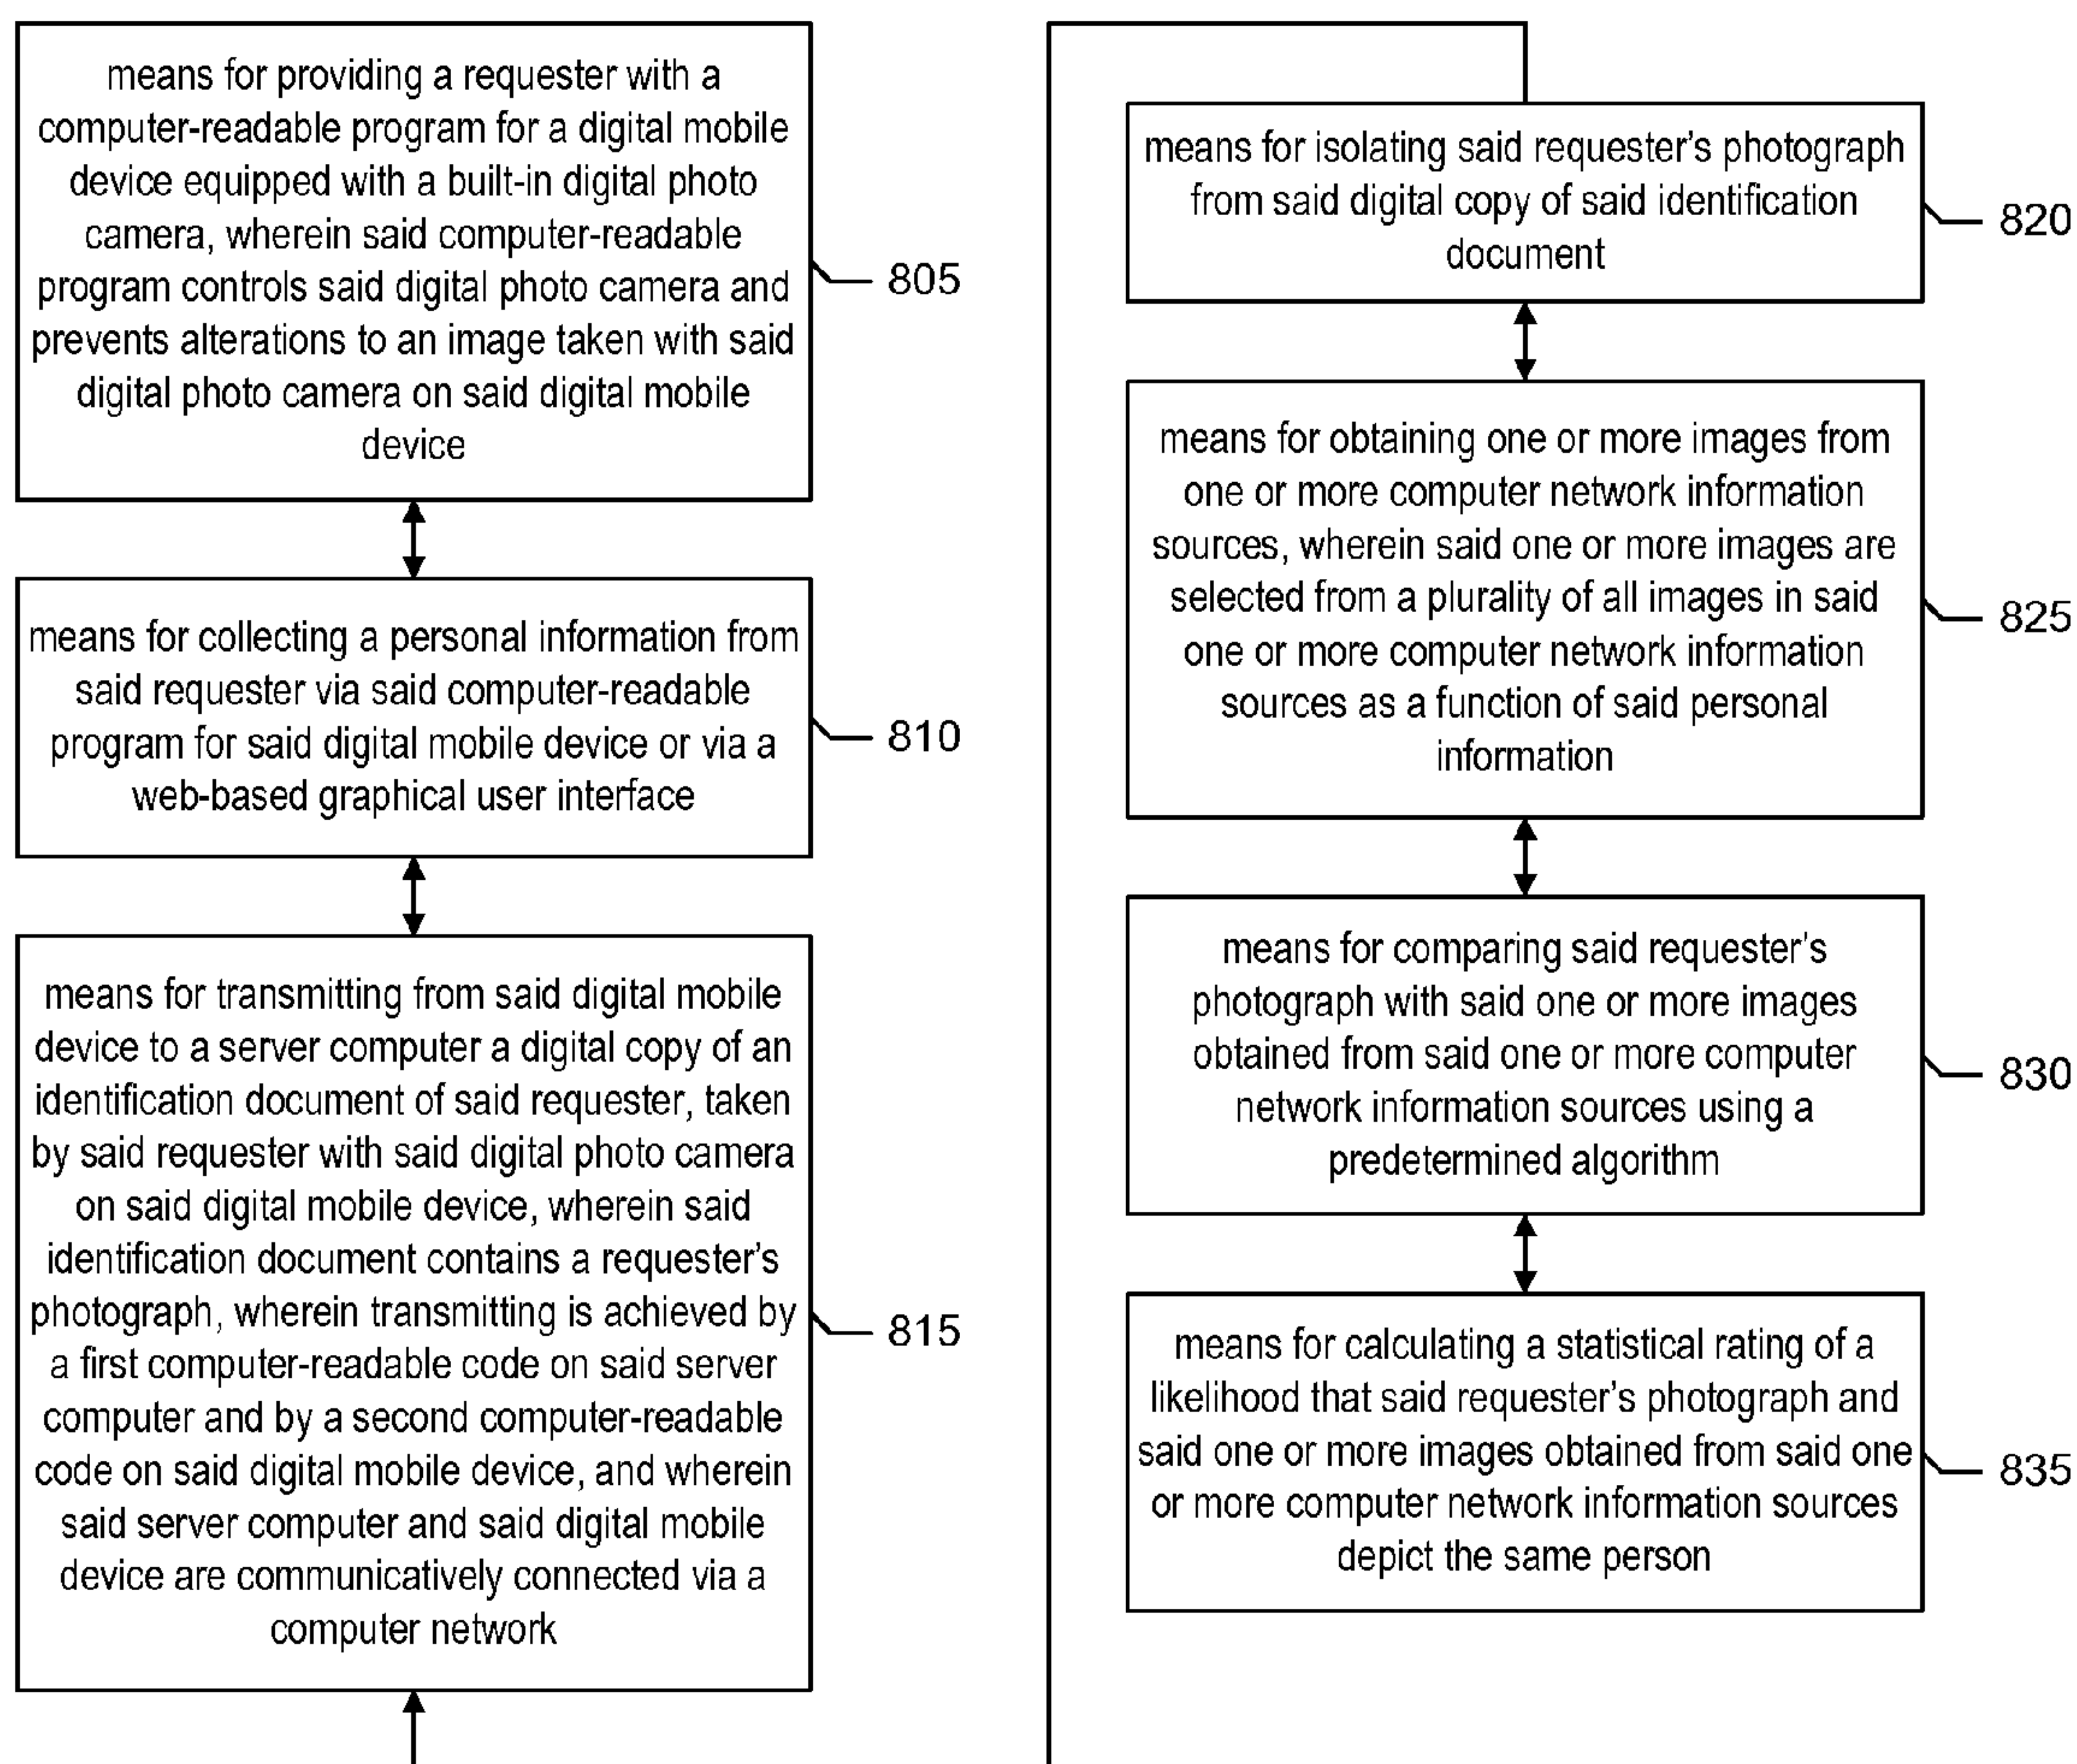 means for providing a requester with a
computer-readable program for a digital mobile
device equipped with a built-in digital photo
camera, wherein said computer-readable
program controls said digital photo camera and
prevents alterations to an image taken with said
digital photo camera on said digital mobile
device
805
means for collecting a personal information from
said requester via said computer-readable
program for said digital mobile device or via a
web-based graphical user interface
810
means for transmitting from said digital mobile
device to a server computer a digital copy of an
identification document of said requester, taken
by said requester with said digital photo camera
on said digital mobile device, wherein said
identification document contains a requester's
photograph, wherein transmitting is achieved by
a first computer-readable code on said server
computer and by a second computer-readable
code on said digital mobile device, and wherein
said server computer and said digital mobile
device are communicatively connected via a
computer network
815
means for isolating said requester's photograph
from said digital copy of said identification
document
820
means for obtaining one or more images from
one or more computer network information
sources, wherein said one or more images are
selected from a plurality of all images in said
one or more computer network information
sources as a function of said personal
information
825
means for comparing said requester's
photograph with said one or more images
obtained from said one or more computer
network information sources using a
predetermined algorithm
830
means for calculating a statistical rating of a
likelihood that said requester's photograph and
said one or more images obtained from said one
or more computer network information sources
depict the same person
835